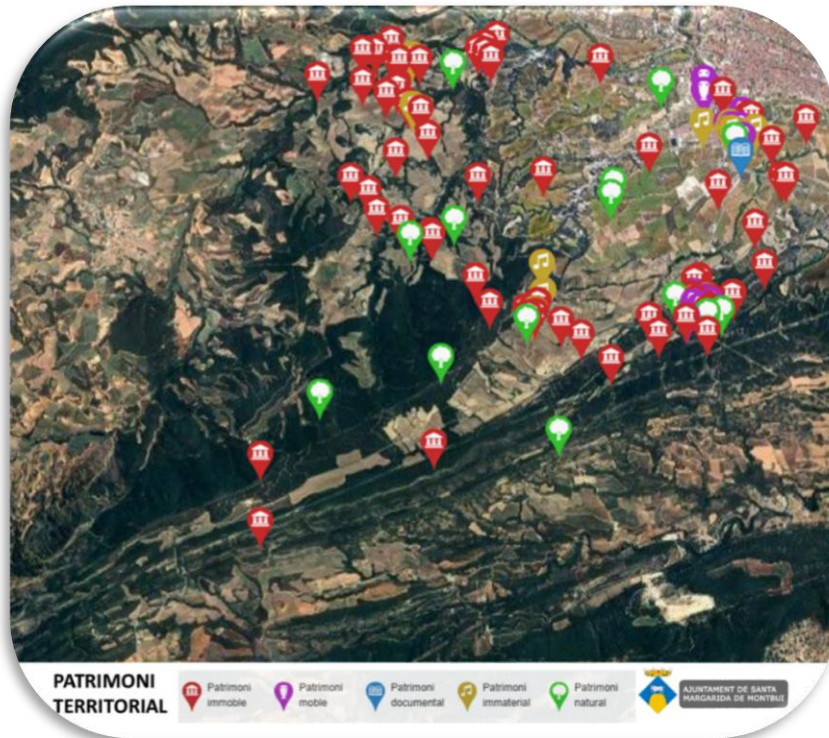 PATRIMONI
TERRITORIAL
Patrimoni
immoble
Patrimoni
moble
Patrimoni
documental
Patrimoni
immaterial
Patrimoni
natural
AJUNTAMENT DE SANTA
MARGARIDA DE MONTBUI